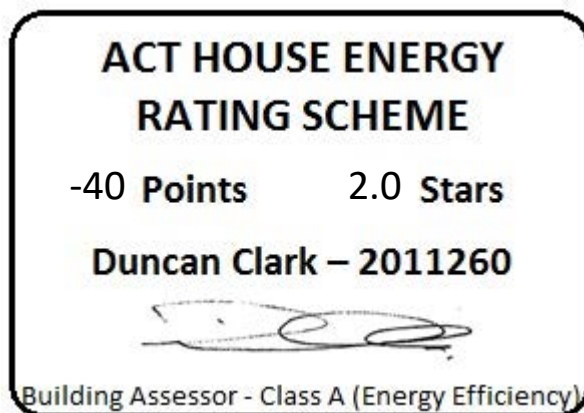 ACT HOUSE ENERGY
RATING SCHEME
-40 Points 2.0 Stars
Duncan Clark – 2011260
Building Assessor - Class A (Energy Efficiency)